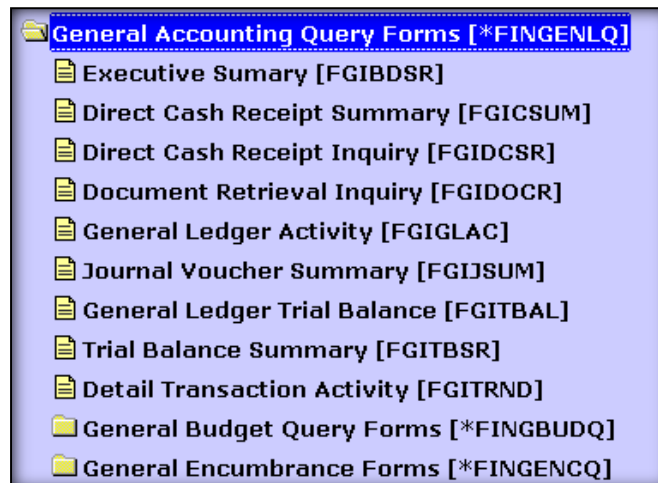 General Accounting Query Forms [*FINGENLQ]
Executive Sumary [FGIBDSR]
Direct Cash Receipt Summary [FGICSUM]
Direct Cash Receipt Inquiry [FGIDCSR]
Document Retrieval Inquiry [FGIDOCR]
General Ledger Activity [FGIGLAC]
Journal Voucher Summary [FGIJSUM]
General Ledger Trial Balance [FGITBAL]
Trial Balance Summary [FGITBSR]
Detail Transaction Activity [FGITRND]
General Budget Query Forms [*FINGBUDQ]
General Encumbrance Forms [*FINGENCQ]